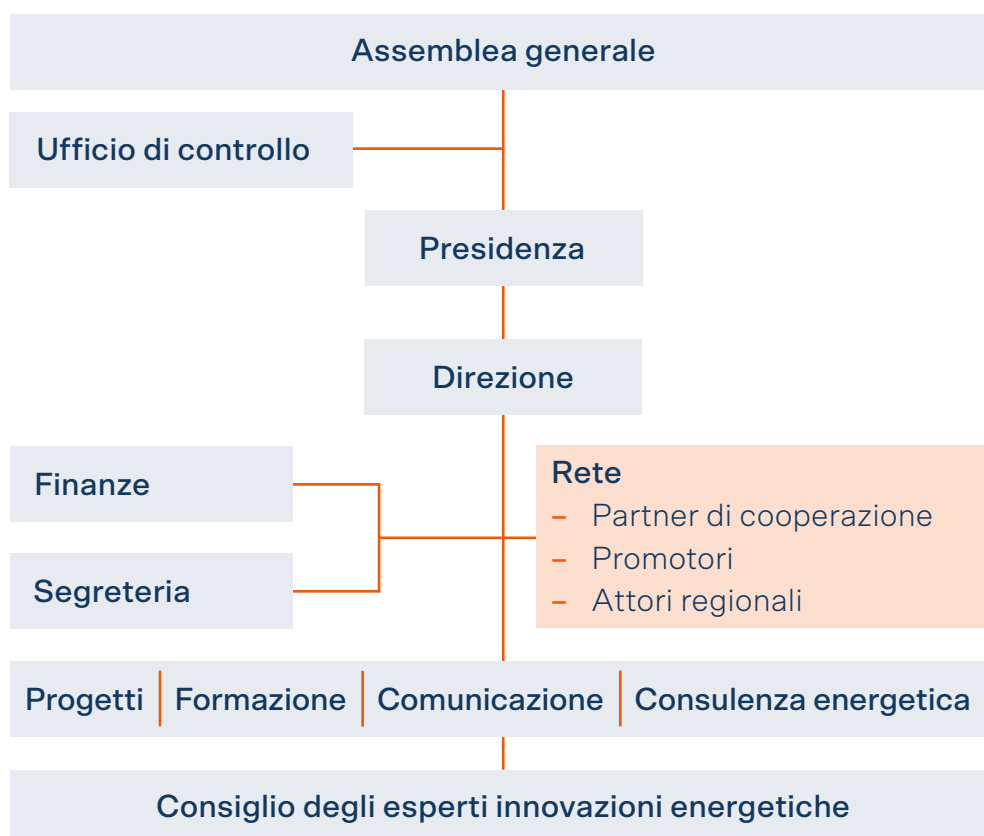 Assemblea generale
Ufficio di controllo
Presidenza
Direzione
Finanze
Segreteria
Rete
– Partner di cooperazione
– Promotori
– Attori regionali
Progetti | Formazione | Comunicazione | Consulenza energetica
Consiglio degli esperti innovazioni energetiche